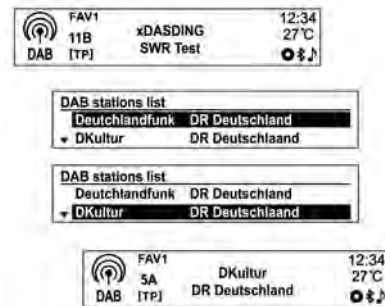 FAV1 12:34
11B xDASDING 27℃
DAB [TP] SWR Test
DAB stations list
Deutchlandfunk DR Deutschland
DKultur DR Deutschlaand
DAB stations list
Deutchlandfunk DR Deutschland
DKultur DR Deutschlaand
FAV1 12:34
5A DKultur 27℃
DAB [TP] DR Deutschland